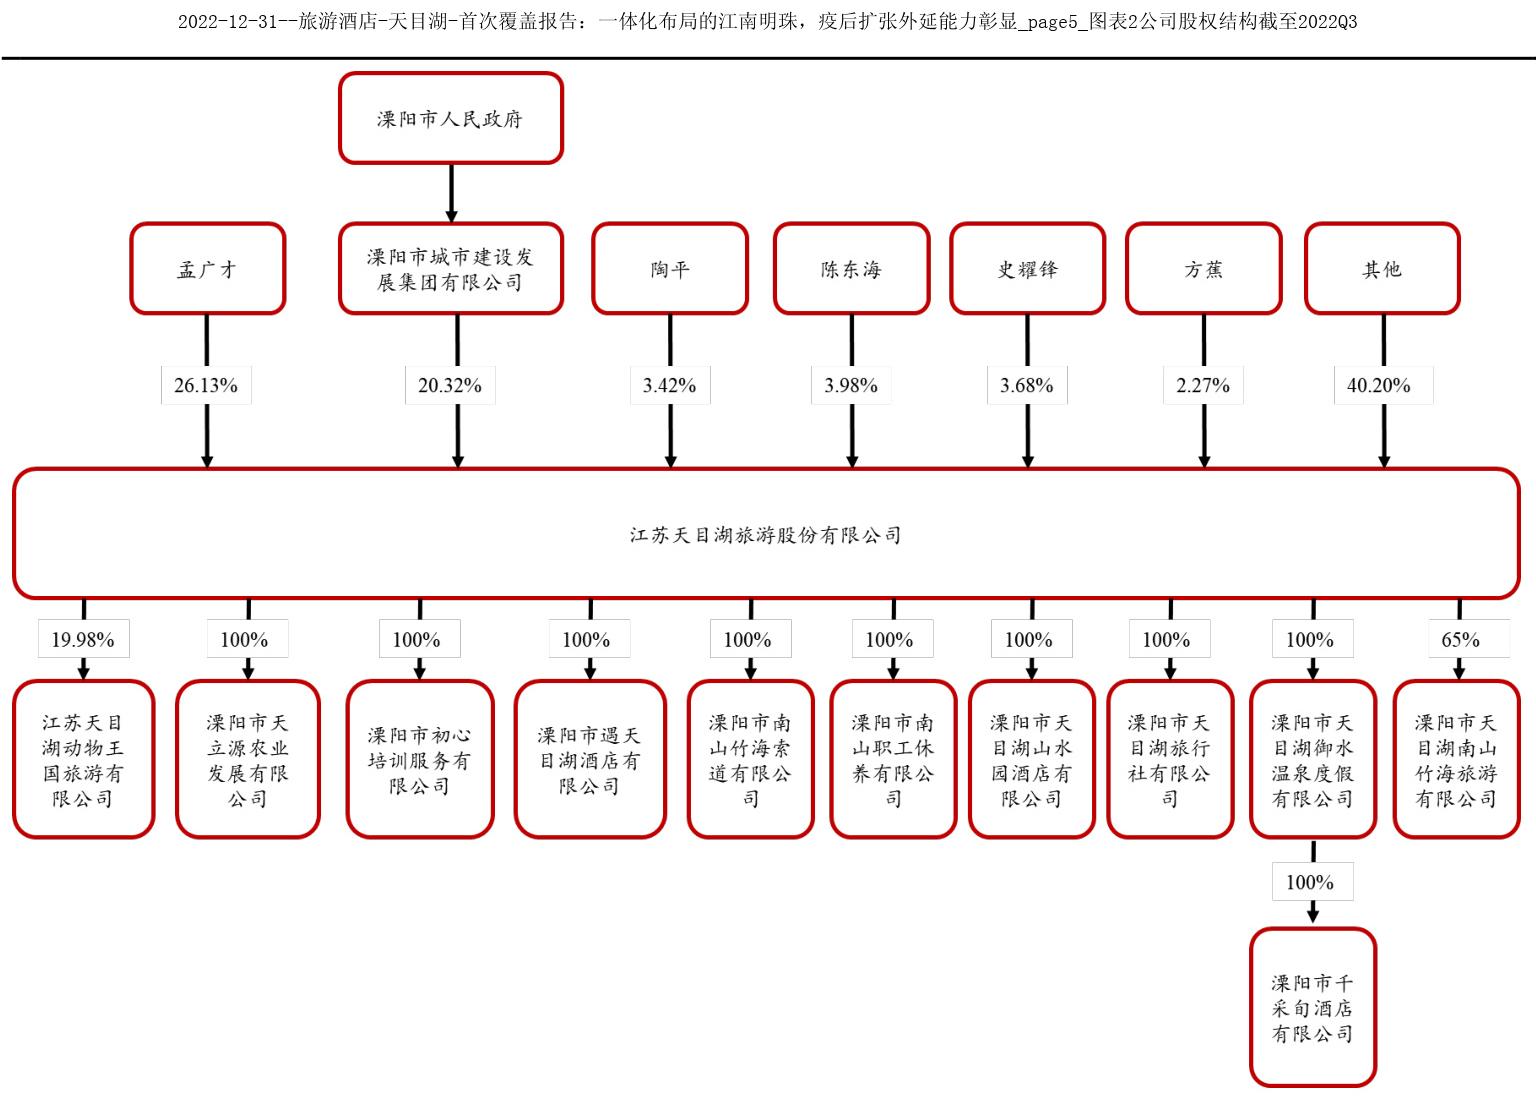 2022-12-31--旅游酒店-天目湖-首次覆盖报告：一体化布局的江南明珠，疫后扩张外延能力彰显_page5_图表2公司股权结构截至2022Q3
溧阳市人民政府
孟广才
溧阳市城市建设发
展集团有限公司
陶平
陈东海
史耀锋
方蕉
其他
26.13%
20.32%
3.42%
3.98%
3.68%
2.27%
40.20%
江苏天目湖旅游股份有限公司
19.98%
100%
100%
100%
100%
100%
100%
100%
100%
65%
江苏天目
湖动物王
国旅游有
限公司
溧阳市天
立源农业
发展有限
公司
溧阳市初心
培训服务有
限公司
溧阳市遇天
目湖酒店有
限公司
溧阳市南
山竹海索
道有限公
司
溧阳市南
山职工休
养有限公
司
溧阳市天
目湖山水
园酒店有
限公司
溧阳市天
目湖旅行
社有限公
司
溧阳市天
目湖御水
温泉度假
有限公司
溧阳市天
目湖南山
竹海旅游
有限公司
100%
溧阳市千
采旬酒店
有限公司